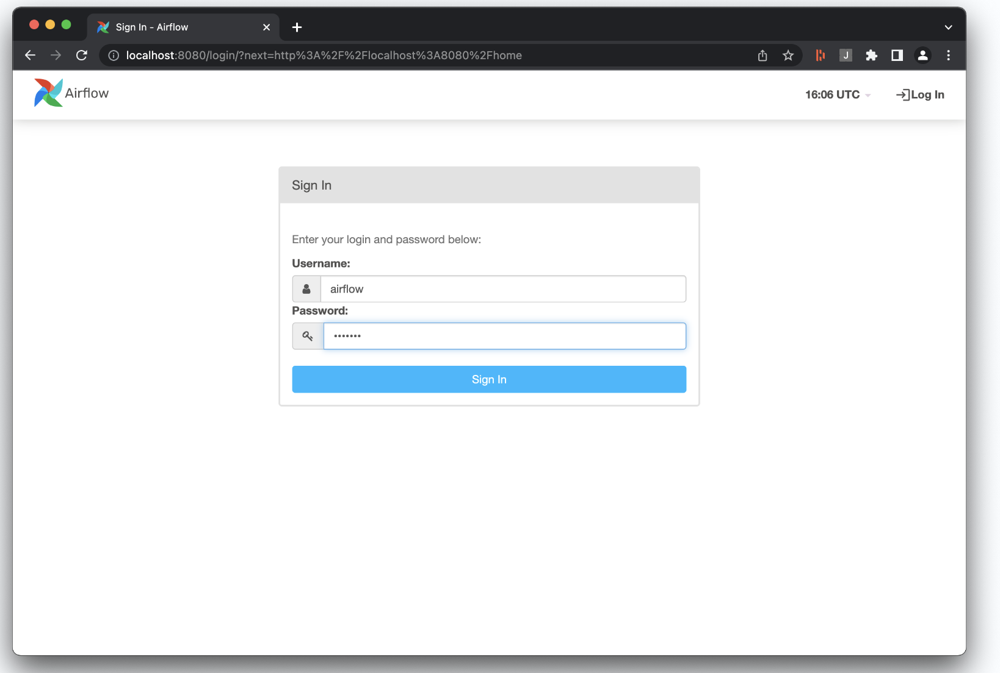 Sign In - Airflow
localhost:8080/login/?next=http%3A%2F%2Flocalhost%3A8080%2Fhome
J
Airflow
16:06 UTC
Log In
Sign In
Enter your login and password below:
Username:
airflow
Password:
•••••••
Sign In